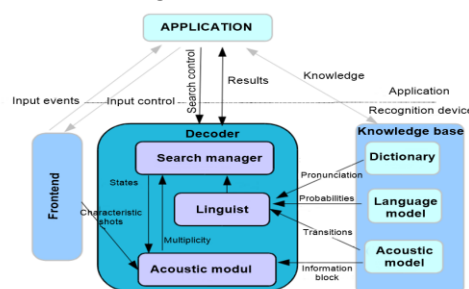 APPLICATION
Search control
Results
Knowledge
Application
Input events
Input control
Recognition device
Decoder
Knowledge base
Search manager
Dictionary
Pronunciation
States
Linguist
Probabilities
Language
model
Frontend
Characteristic
shots
Multiplicity
Transitions
Acoustic modul
Acoustic
model
Information
block